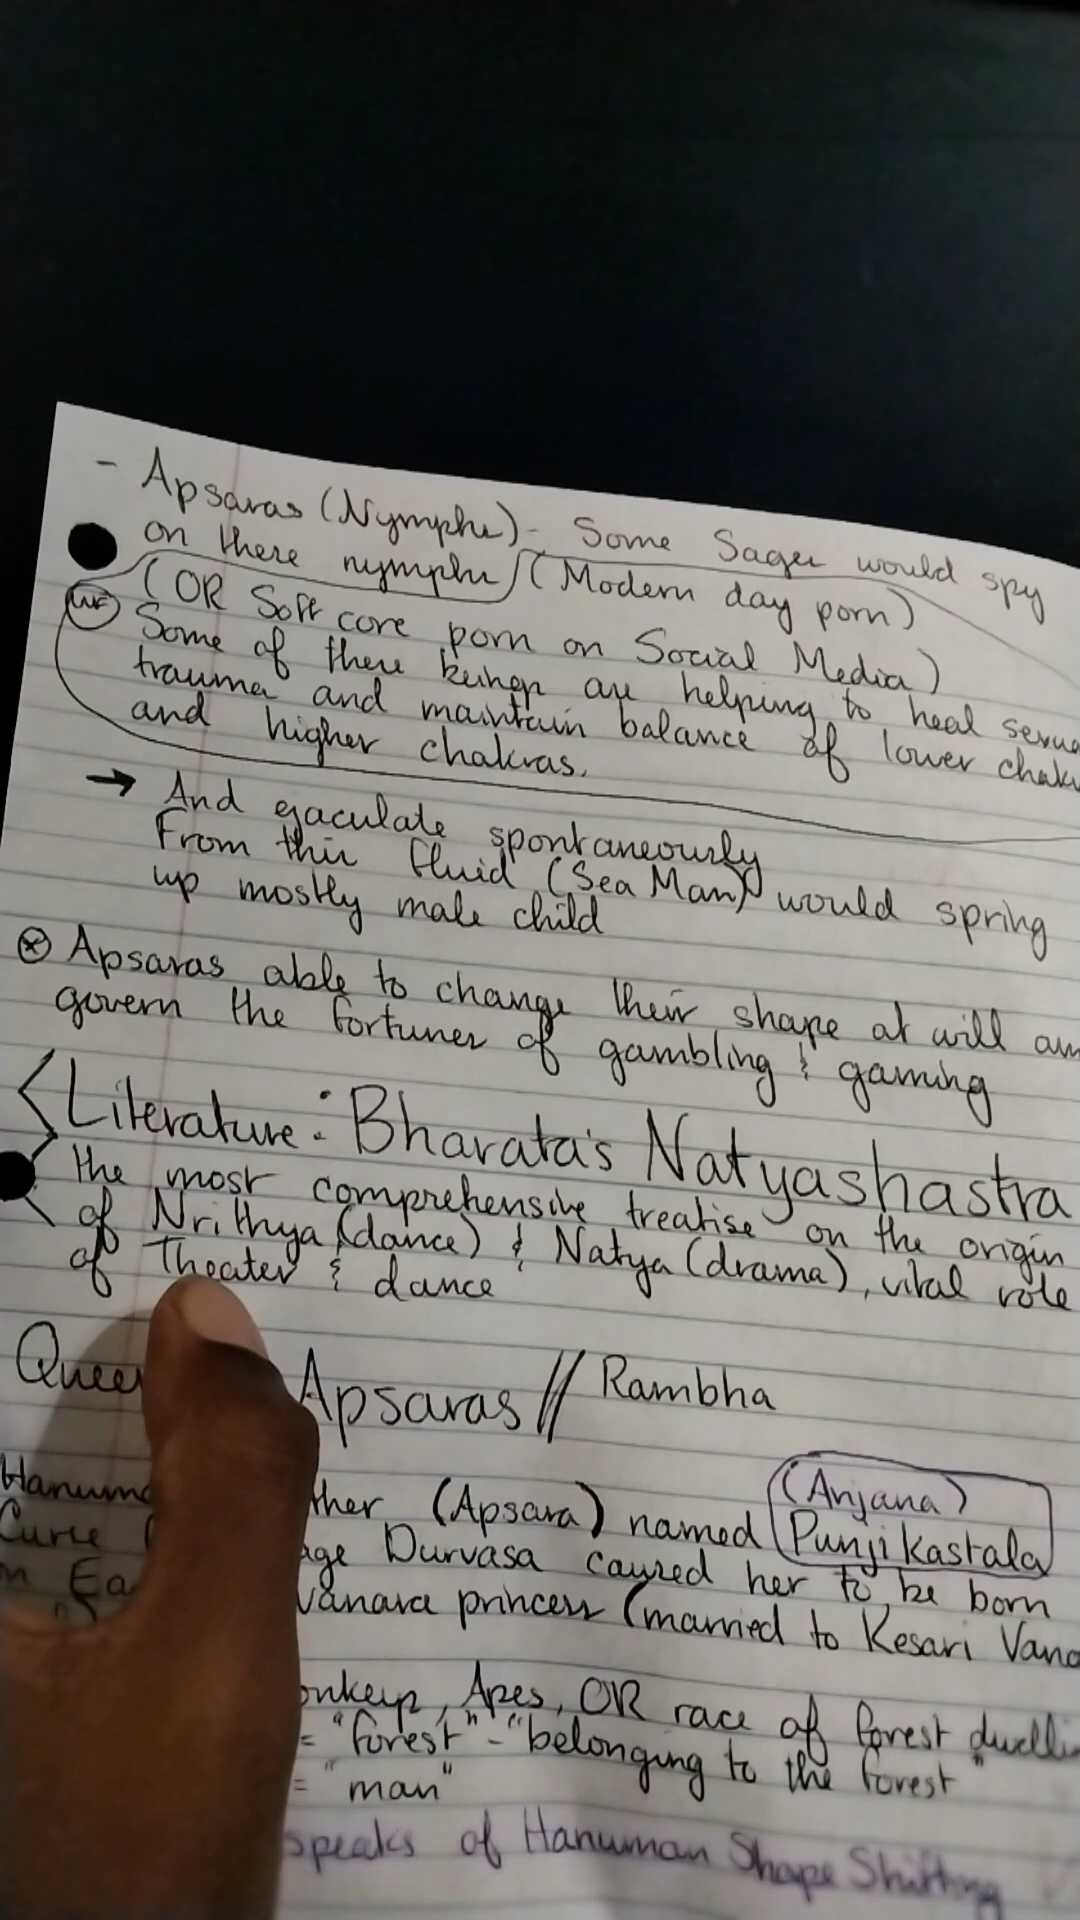 - Apsaras (Nymphs) - Some Sages would spy
on these nymphs (Modern day porn)
(OR Soft core porn on Social Media)
Some of these beings are helping to heal sexua
trauma and maintain balance of lower chak
and higher chakras.
→ And ejaculate spontaneously
From this fluid (Sea Man) would spring
up mostly male child
⊗ Apsaras able to change their shape at will an
govern the fortunes of gambling & gaming
Literature: Bharata's Natyashastra
the most comprehensive treatise on the origin
of Nrithya (dance) & Natya (drama), vital role
of Theater & dance
Apsaras // Rambha
(Anjana)
(Apsara) named Punjikastala
Durvasa caused her to be born
Vanara princess (married to Kesari
Apes, OR race of forest
= "forest" - "belonging to the forest"
= "man"
speaks of Hanuman Shape Shifting